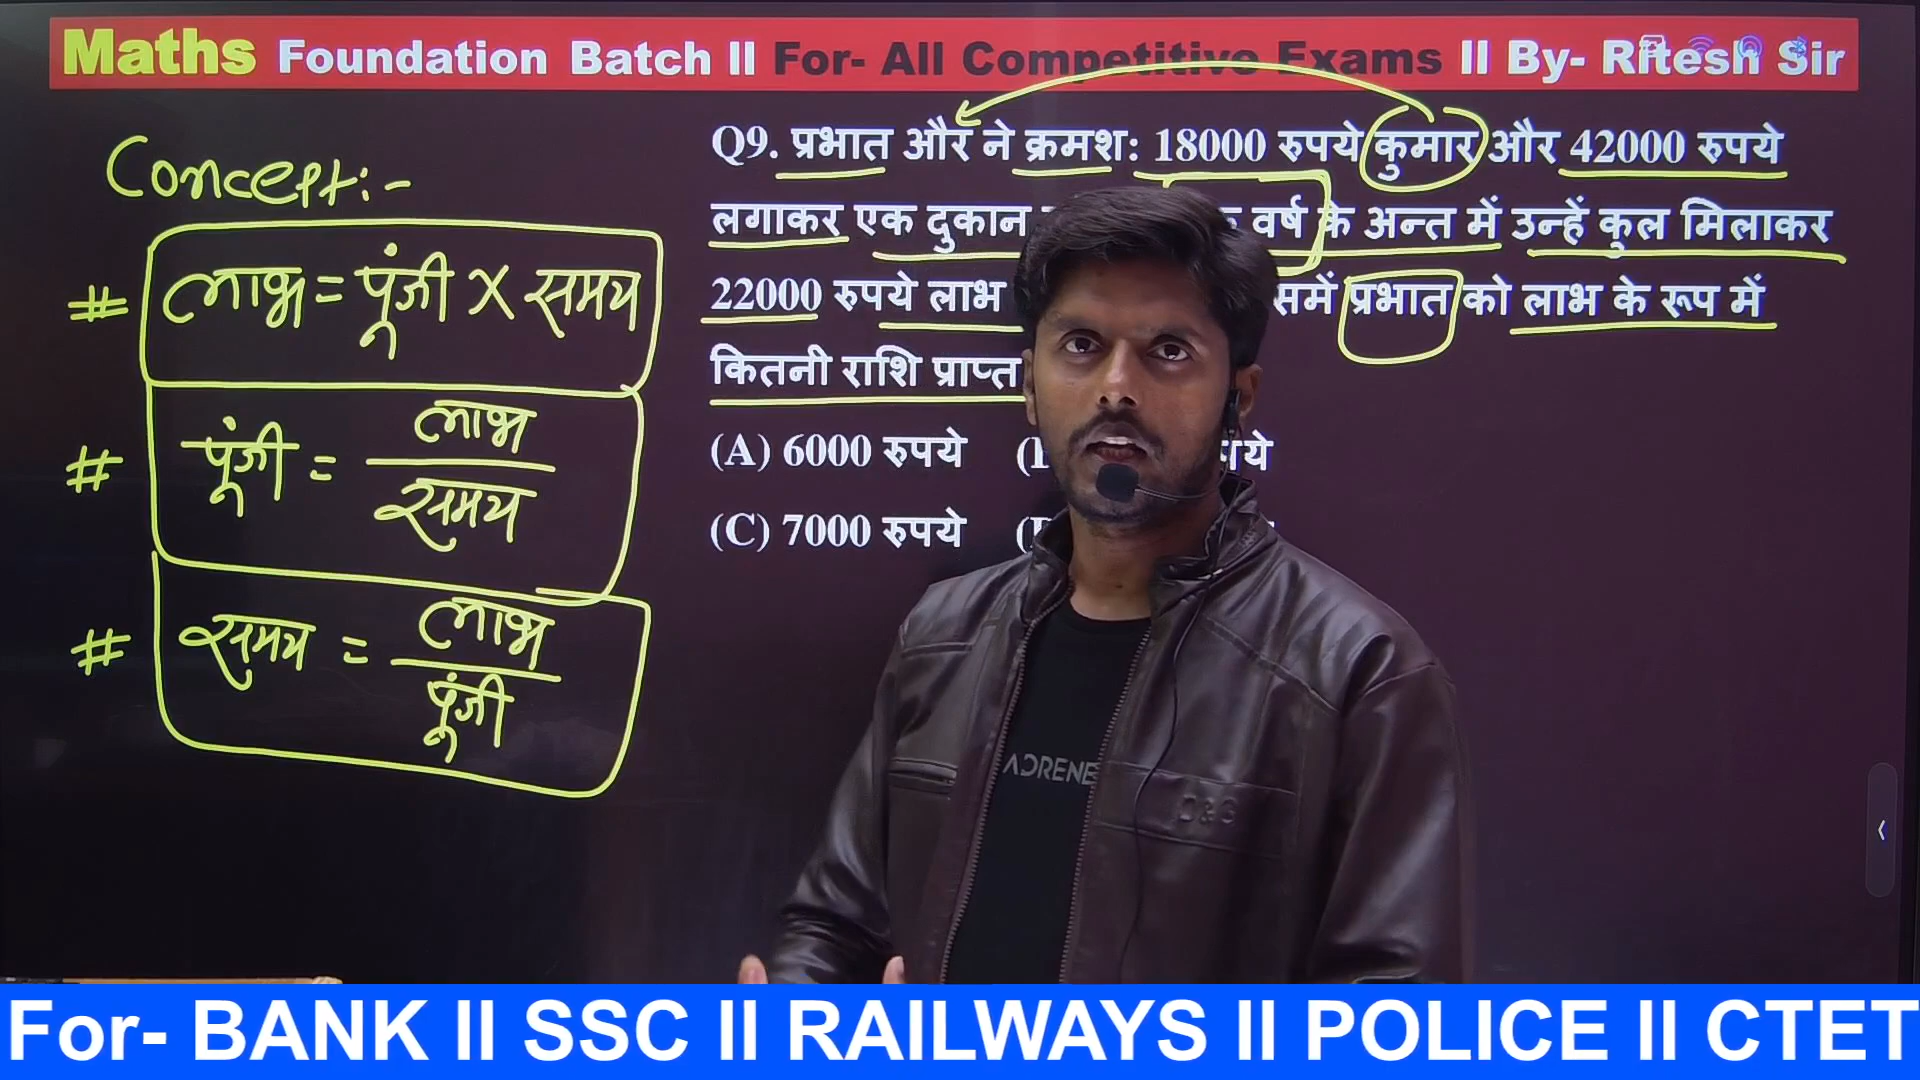 Maths Foundation Batch II For- All Competitive Exams II By- Ritesh Sir
Concept:-
# लाभ = पूंजी X समय
# पूंजी = लाभ
समय
# समय = लाभ
पूंजी
Q9. प्रभात और ने क्रमश: 18000 रुपये कुमार और 42000 रुपये
लगाकर एक दुकान वर्ष के अन्त में उन्हें कुल मिलाकर
22000 रुपये लाभ समें प्रभात को लाभ के रूप में
कितनी राशि प्राप्त
(A) 6000 रुपये
(C) 7000 रुपये
ADRENE
D&G
For- BANK II SSC II RAILWAYS II POLICE II CTET